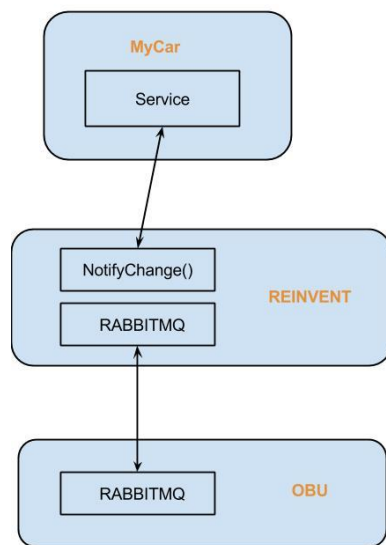 MyCar
Service
NotifyChange()
REINVENT
RABBITMQ
RABBITMQ
OBU